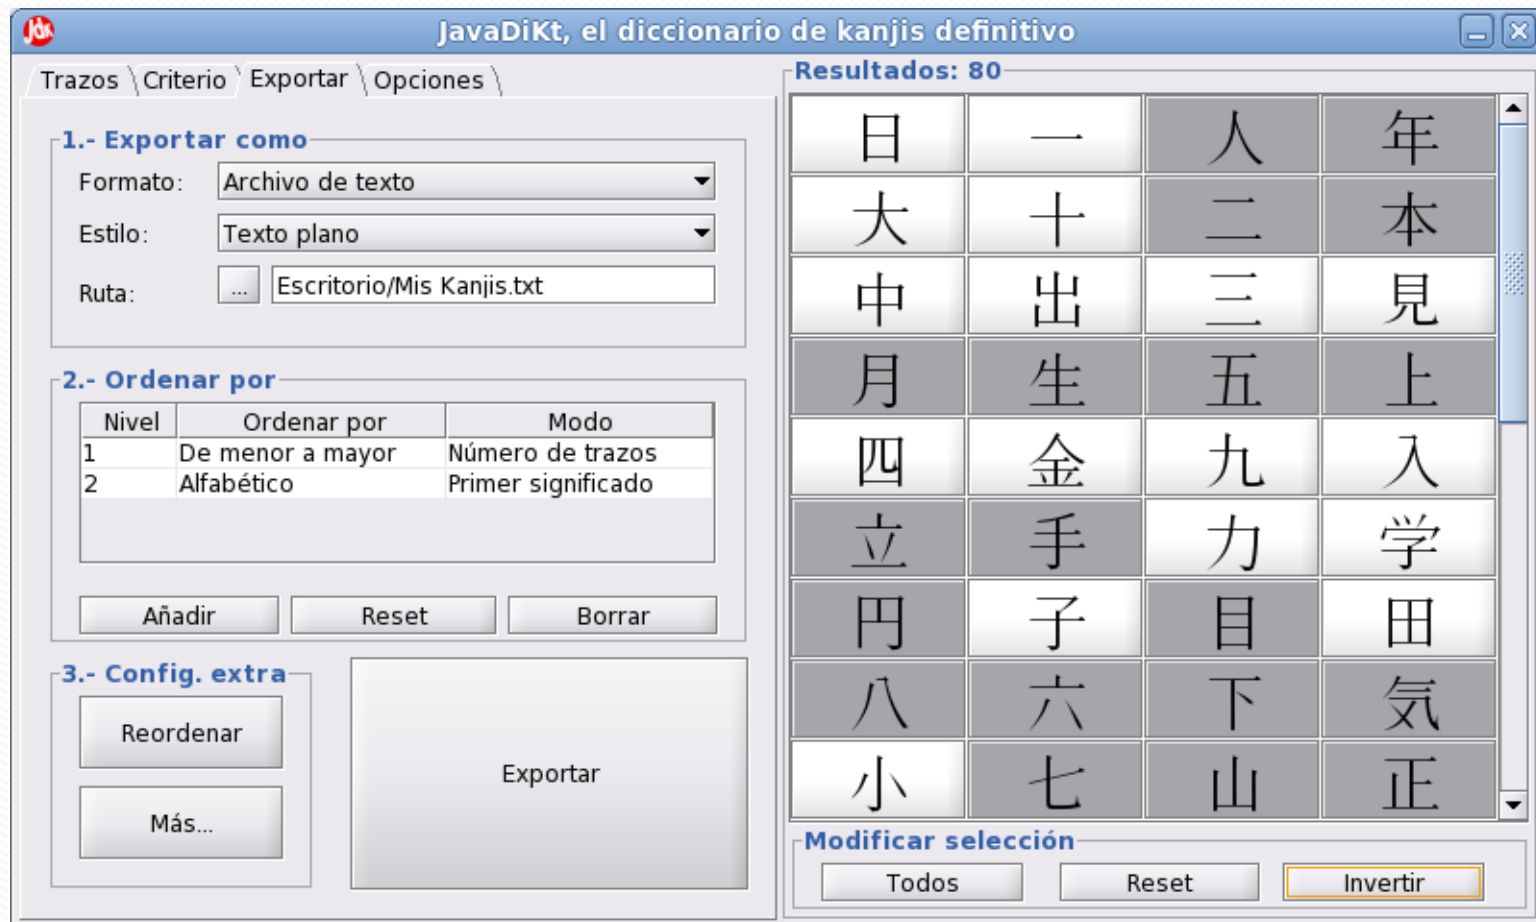 Jdk JavaDiKt, el diccionario de kanjis definitivo
Trazos Criterio Exportar Opciones
1.- Exportar como
Formato: Archivo de texto
Estilo: Texto plano
Ruta: ... Escritorio/Mis Kanjis.txt
2.- Ordenar por
Nivel Ordenar por Modo
1 De menor a mayor Número de trazos
2 Alfabético Primer significado
Añadir Reset Borrar
3.- Config. extra
Reordenar
Más...
Exportar
Resultados: 80
日 一 人 年
大 十 二 本
中 出 三 見
月 生 五 上
四 金 九 入
立 手 力 学
円 子 目 田
八 六 下 気
小 七 山 正
Modificar selección
Todos Reset Invertir